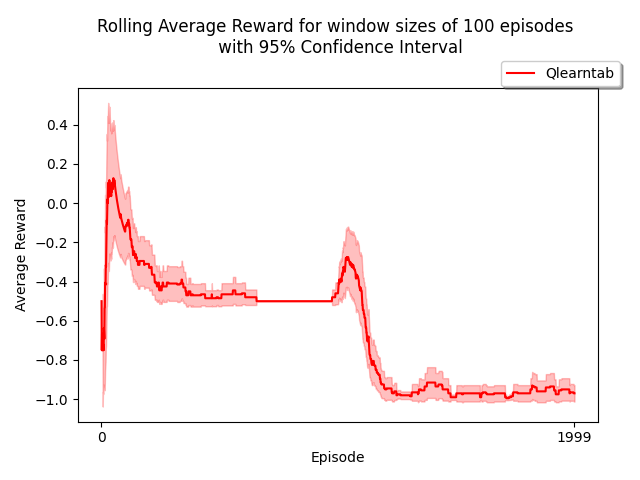 Rolling Average Reward for window sizes of 100 episodes
with 95% Confidence Interval
Qlearntab
Average Reward
0.4
0.2
0.0
−0.2
−0.4
−0.6
−0.8
−1.0
0
1999
Episode